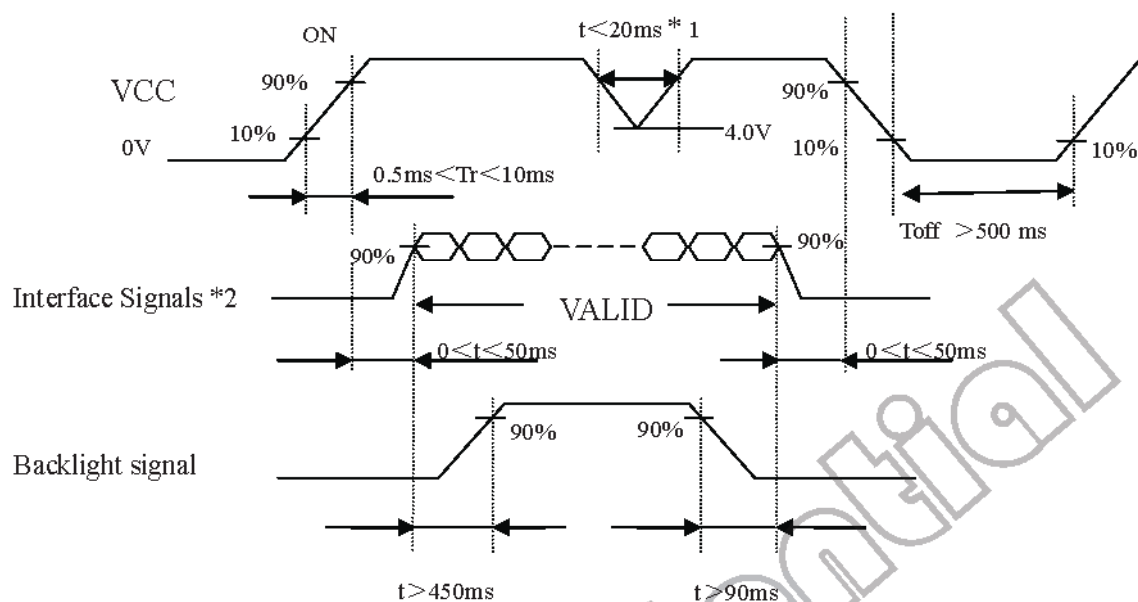 ON
t<20ms * 1
90%
VCC
90%
10%
4.0V
0V
10%
10%
0.5ms<Tr<10ms
Toff >500 ms
90%
90%
Interface Signals *2
VALID
0<t<50ms
0<t<50ms
90%
90%
Backlight signal
t>450ms
t>90ms
ential